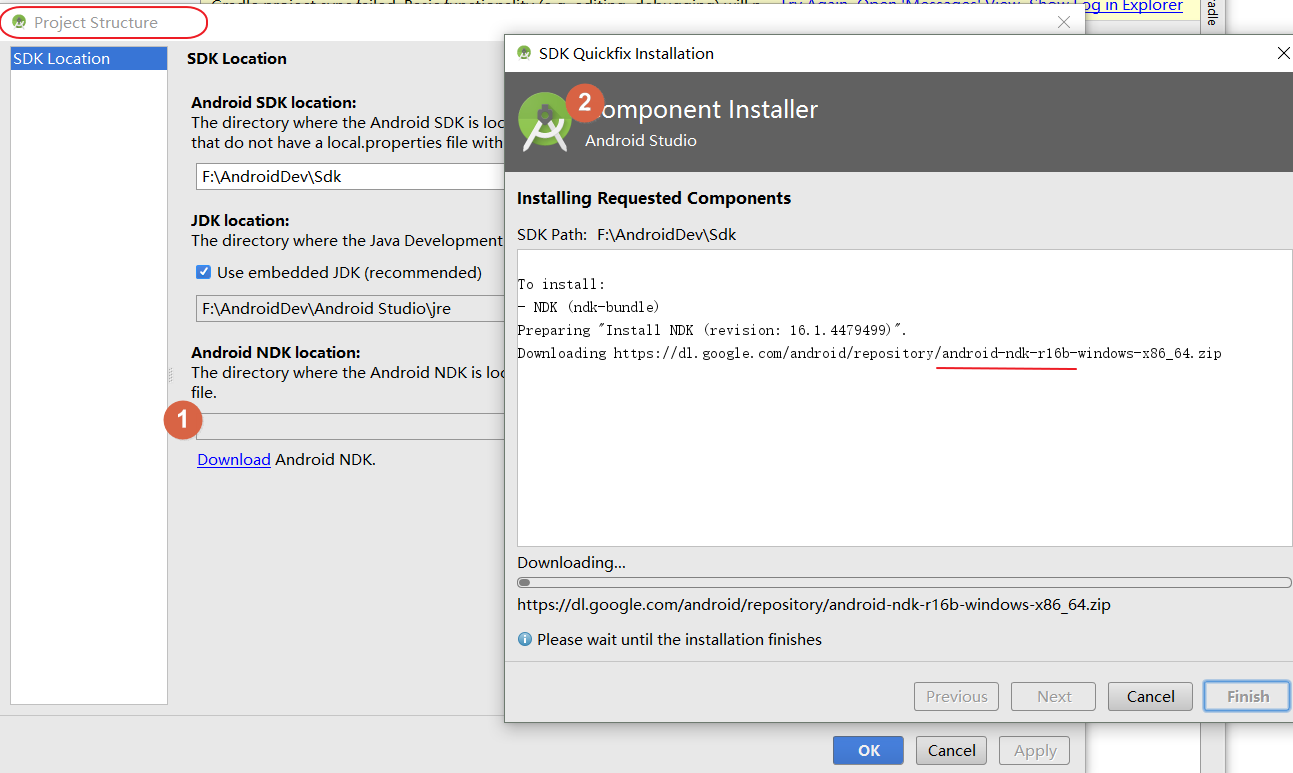 Gradle project sync failed. Basic functionality (e.g. editing, debugging) will n
Try Again Open 'Messages' View Show Log in Explorer
Project Structure
SDK Location
SDK Location
Android SDK location:
The directory where the Android SDK is loc
that do not have a local.properties file with
F:\AndroidDev\Sdk
JDK location:
The directory where the Java Development
Use embedded JDK (recommended)
F:\AndroidDev\Android Studio\jre
Android NDK location:
The directory where the Android NDK is loc
file.
1
Download Android NDK.
OK
Cancel
Apply
adle
SDK Quickfix Installation
2
omponent Installer
Android Studio
Installing Requested Components
SDK Path: F:\AndroidDev\Sdk
To install:
- NDK (ndk-bundle)
Preparing "Install NDK (revision: 16.1.4479499)".
Downloading https://dl.google.com/android/repository/android-ndk-r16b-windows-x86_64.zip
Downloading...
https://dl.google.com/android/repository/android-ndk-r16b-windows-x86_64.zip
Please wait until the installation finishes
Previous
Next
Cancel
Finish